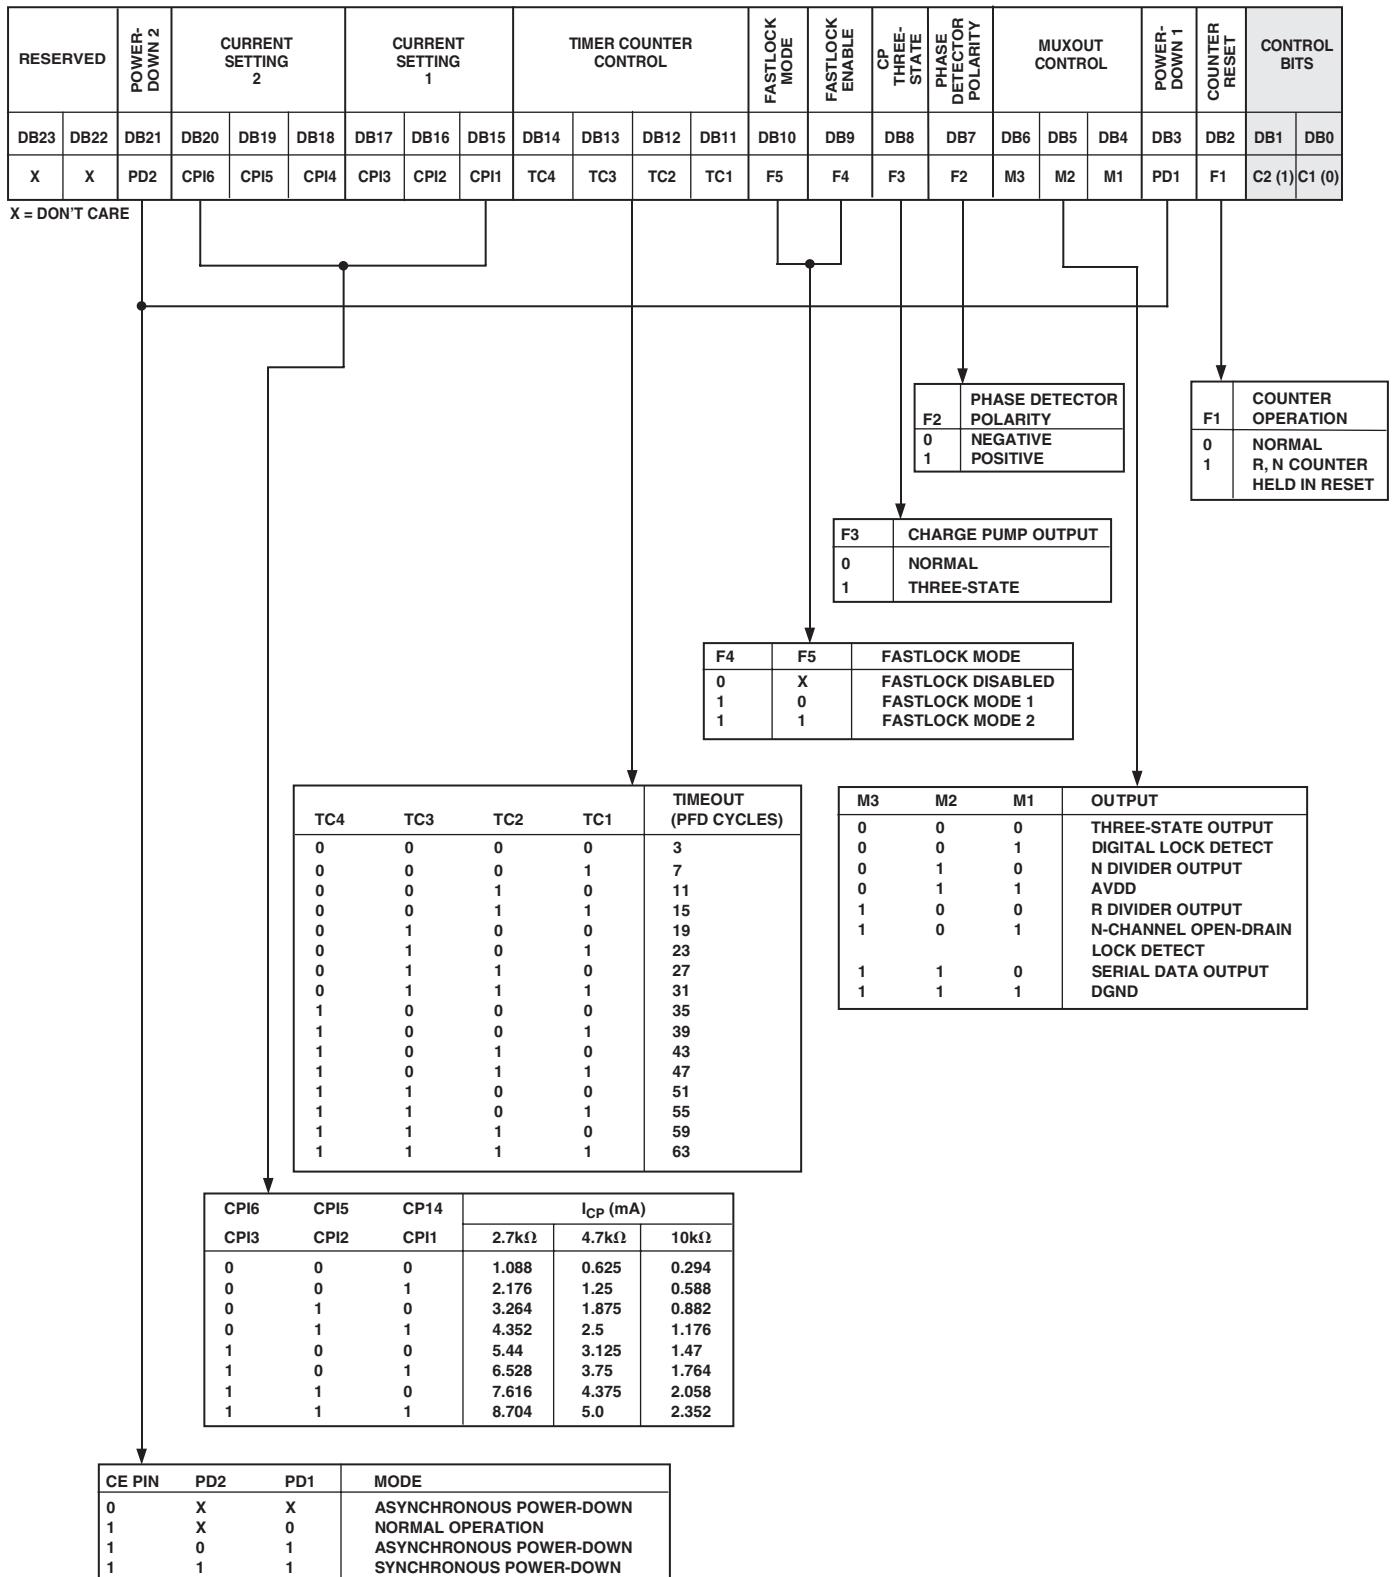 RESERVED
POWER-
DOWN 2
CURRENT
SETTING
2
CURRENT
SETTING
1
TIMER COUNTER
CONTROL
FASTLOCK
MODE
FASTLOCK
ENABLE
CP
THREE-
STATE
PHASE
DETECTOR
POLARITY
MUXOUT
CONTROL
POWER-
DOWN 1
COUNTER
RESET
CONTROL
BITS
DB23 DB22 DB21 DB20 DB19 DB18 DB17 DB16 DB15 DB14 DB13 DB12 DB11 DB10 DB9 DB8 DB7 DB6 DB5 DB4 DB3 DB2 DB1 DB0
X X PD2 CPI6 CPI5 CPI4 CPI3 CPI2 CPI1 TC4 TC3 TC2 TC1 F5 F4 F3 F2 M3 M2 M1 PD1 F1 C2 (1) C1 (0)
X = DON'T CARE
PHASE DETECTOR
F2 POLARITY
0 NEGATIVE
1 POSITIVE
COUNTER
F1 OPERATION
0 NORMAL
1 R, N COUNTER
HELD IN RESET
F3 CHARGE PUMP OUTPUT
0 NORMAL
1 THREE-STATE
F4 F5 FASTLOCK MODE
0 X FASTLOCK DISABLED
1 0 FASTLOCK MODE 1
1 1 FASTLOCK MODE 2
TIMEOUT
TC4 TC3 TC2 TC1 (PFD CYCLES)
0 0 0 0 3
0 0 0 1 7
0 0 1 0 11
0 0 1 1 15
0 1 0 0 19
0 1 0 1 23
0 1 1 0 27
0 1 1 1 31
1 0 0 0 35
1 0 0 1 39
1 0 1 0 43
1 0 1 1 47
1 1 0 0 51
1 1 0 1 55
1 1 1 0 59
1 1 1 1 63
M3 M2 M1 OUTPUT
0 0 0 THREE-STATE OUTPUT
0 0 1 DIGITAL LOCK DETECT
0 1 0 N DIVIDER OUTPUT
0 1 1 AVDD
1 0 0 R DIVIDER OUTPUT
1 0 1 N-CHANNEL OPEN-DRAIN
LOCK DETECT
1 1 0 SERIAL DATA OUTPUT
1 1 1 DGND
CPI6 CPI5 CP14 ICP (mA)
CPI3 CPI2 CPI1 2.7kΩ 4.7kΩ 10kΩ
0 0 0 1.088 0.625 0.294
0 0 1 2.176 1.25 0.588
0 1 0 3.264 1.875 0.882
0 1 1 4.352 2.5 1.176
1 0 0 5.44 3.125 1.47
1 0 1 6.528 3.75 1.764
1 1 0 7.616 4.375 2.058
1 1 1 8.704 5.0 2.352
CE PIN PD2 PD1 MODE
0 X X ASYNCHRONOUS POWER-DOWN
1 X 0 NORMAL OPERATION
1 0 1 ASYNCHRONOUS POWER-DOWN
1 1 1 SYNCHRONOUS POWER-DOWN